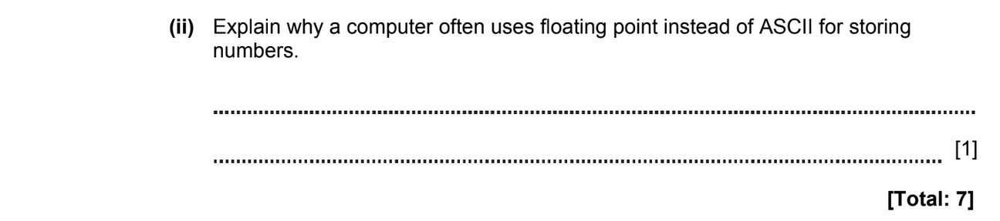 (ii) Explain why a computer often uses floating point instead of ASCII for storing
numbers.
[1]
[Total: 7]